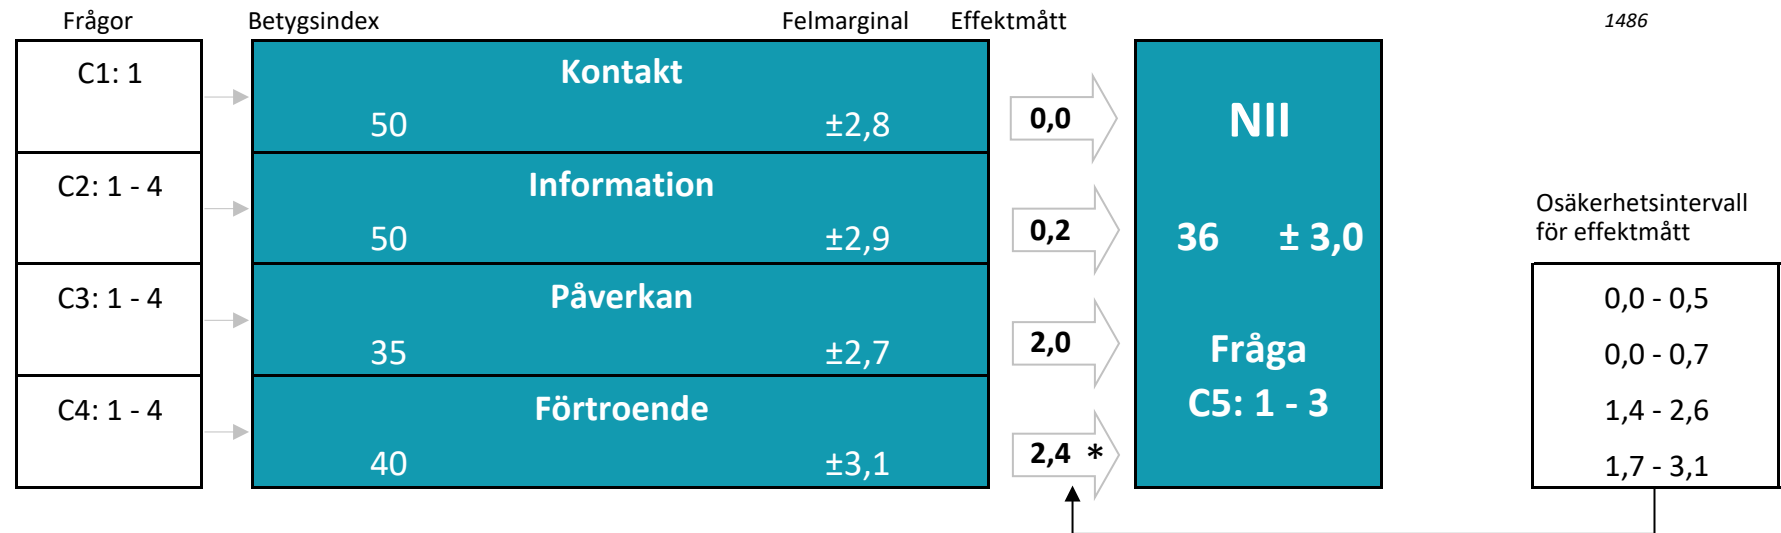 Frågor Betygsindex Felmarginal Effektmått 1486
C1: 1
Kontakt
50 ±2,8
0,0
C2: 1 - 4
Information
50 ±2,9
0,2
C3: 1 - 4
Påverkan
35 ±2,7
2,0
C4: 1 - 4
Förtroende
40 ±3,1
2,4 *
NII
36 ± 3,0
Fråga
C5: 1 - 3
Osäkerhetsintervall
för effektmått
0,0 - 0,5
0,0 - 0,7
1,4 - 2,6
1,7 - 3,1